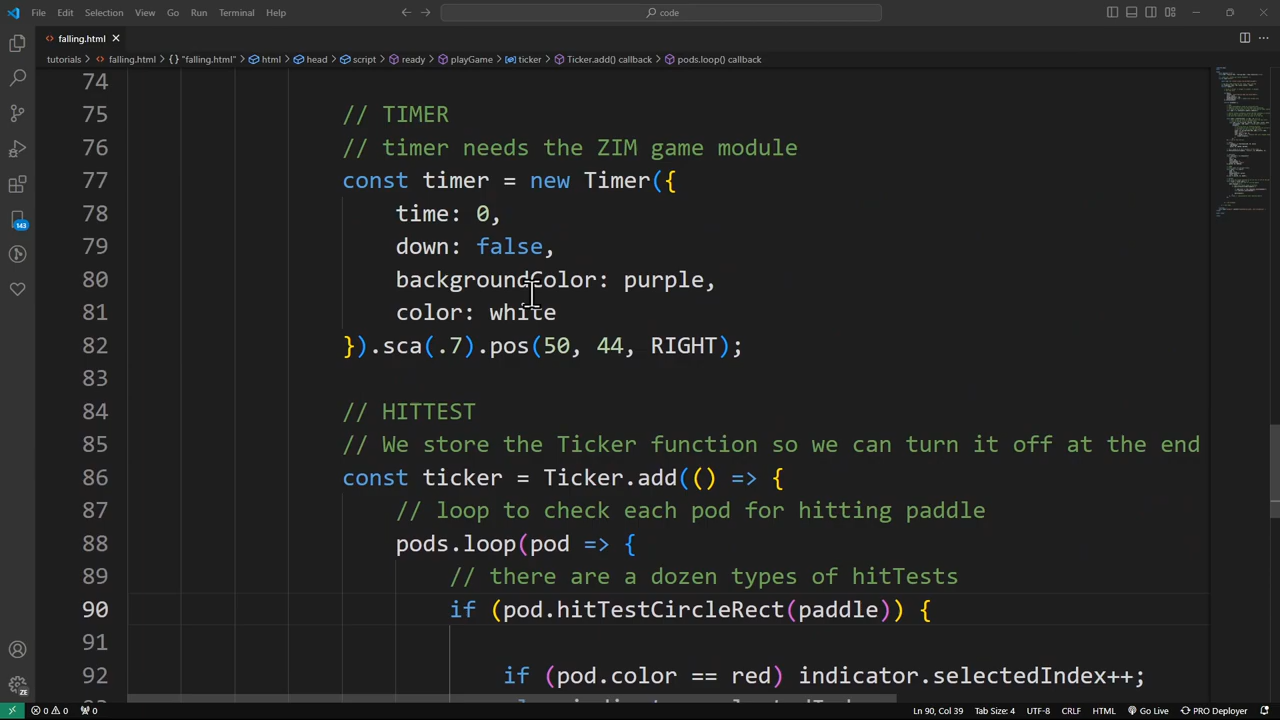 File Edit Selection View Go Run Terminal Help
code
falling.html
tutorials > falling.html > {} "falling.html" > html > head > script > ready > playGame > ticker > Ticker.add() callback > pods.loop() callback
74
75 // TIMER
76 // timer needs the ZIM game module
77 const timer = new Timer({
78 time: 0,
79 down: false,
80 backgroundColor: purple,
81 color: white
82 }).sca(.7).pos(50, 44, RIGHT);
83
84 // HITTEST
85 // We store the Ticker function so we can turn it off at the end
86 const ticker = Ticker.add(() => {
87 // loop to check each pod for hitting paddle
88 pods.loop(pod => {
89 // there are a dozen types of hitTests
90 if (pod.hitTestCircleRect(paddle)) {
91
92 if (pod.color == red) indicator.selectedIndex++;
143
ZE
0 0 0 Ln 90, Col 39 Tab Size: 4 UTF-8 CRLF HTML Go Live PRO Deployer